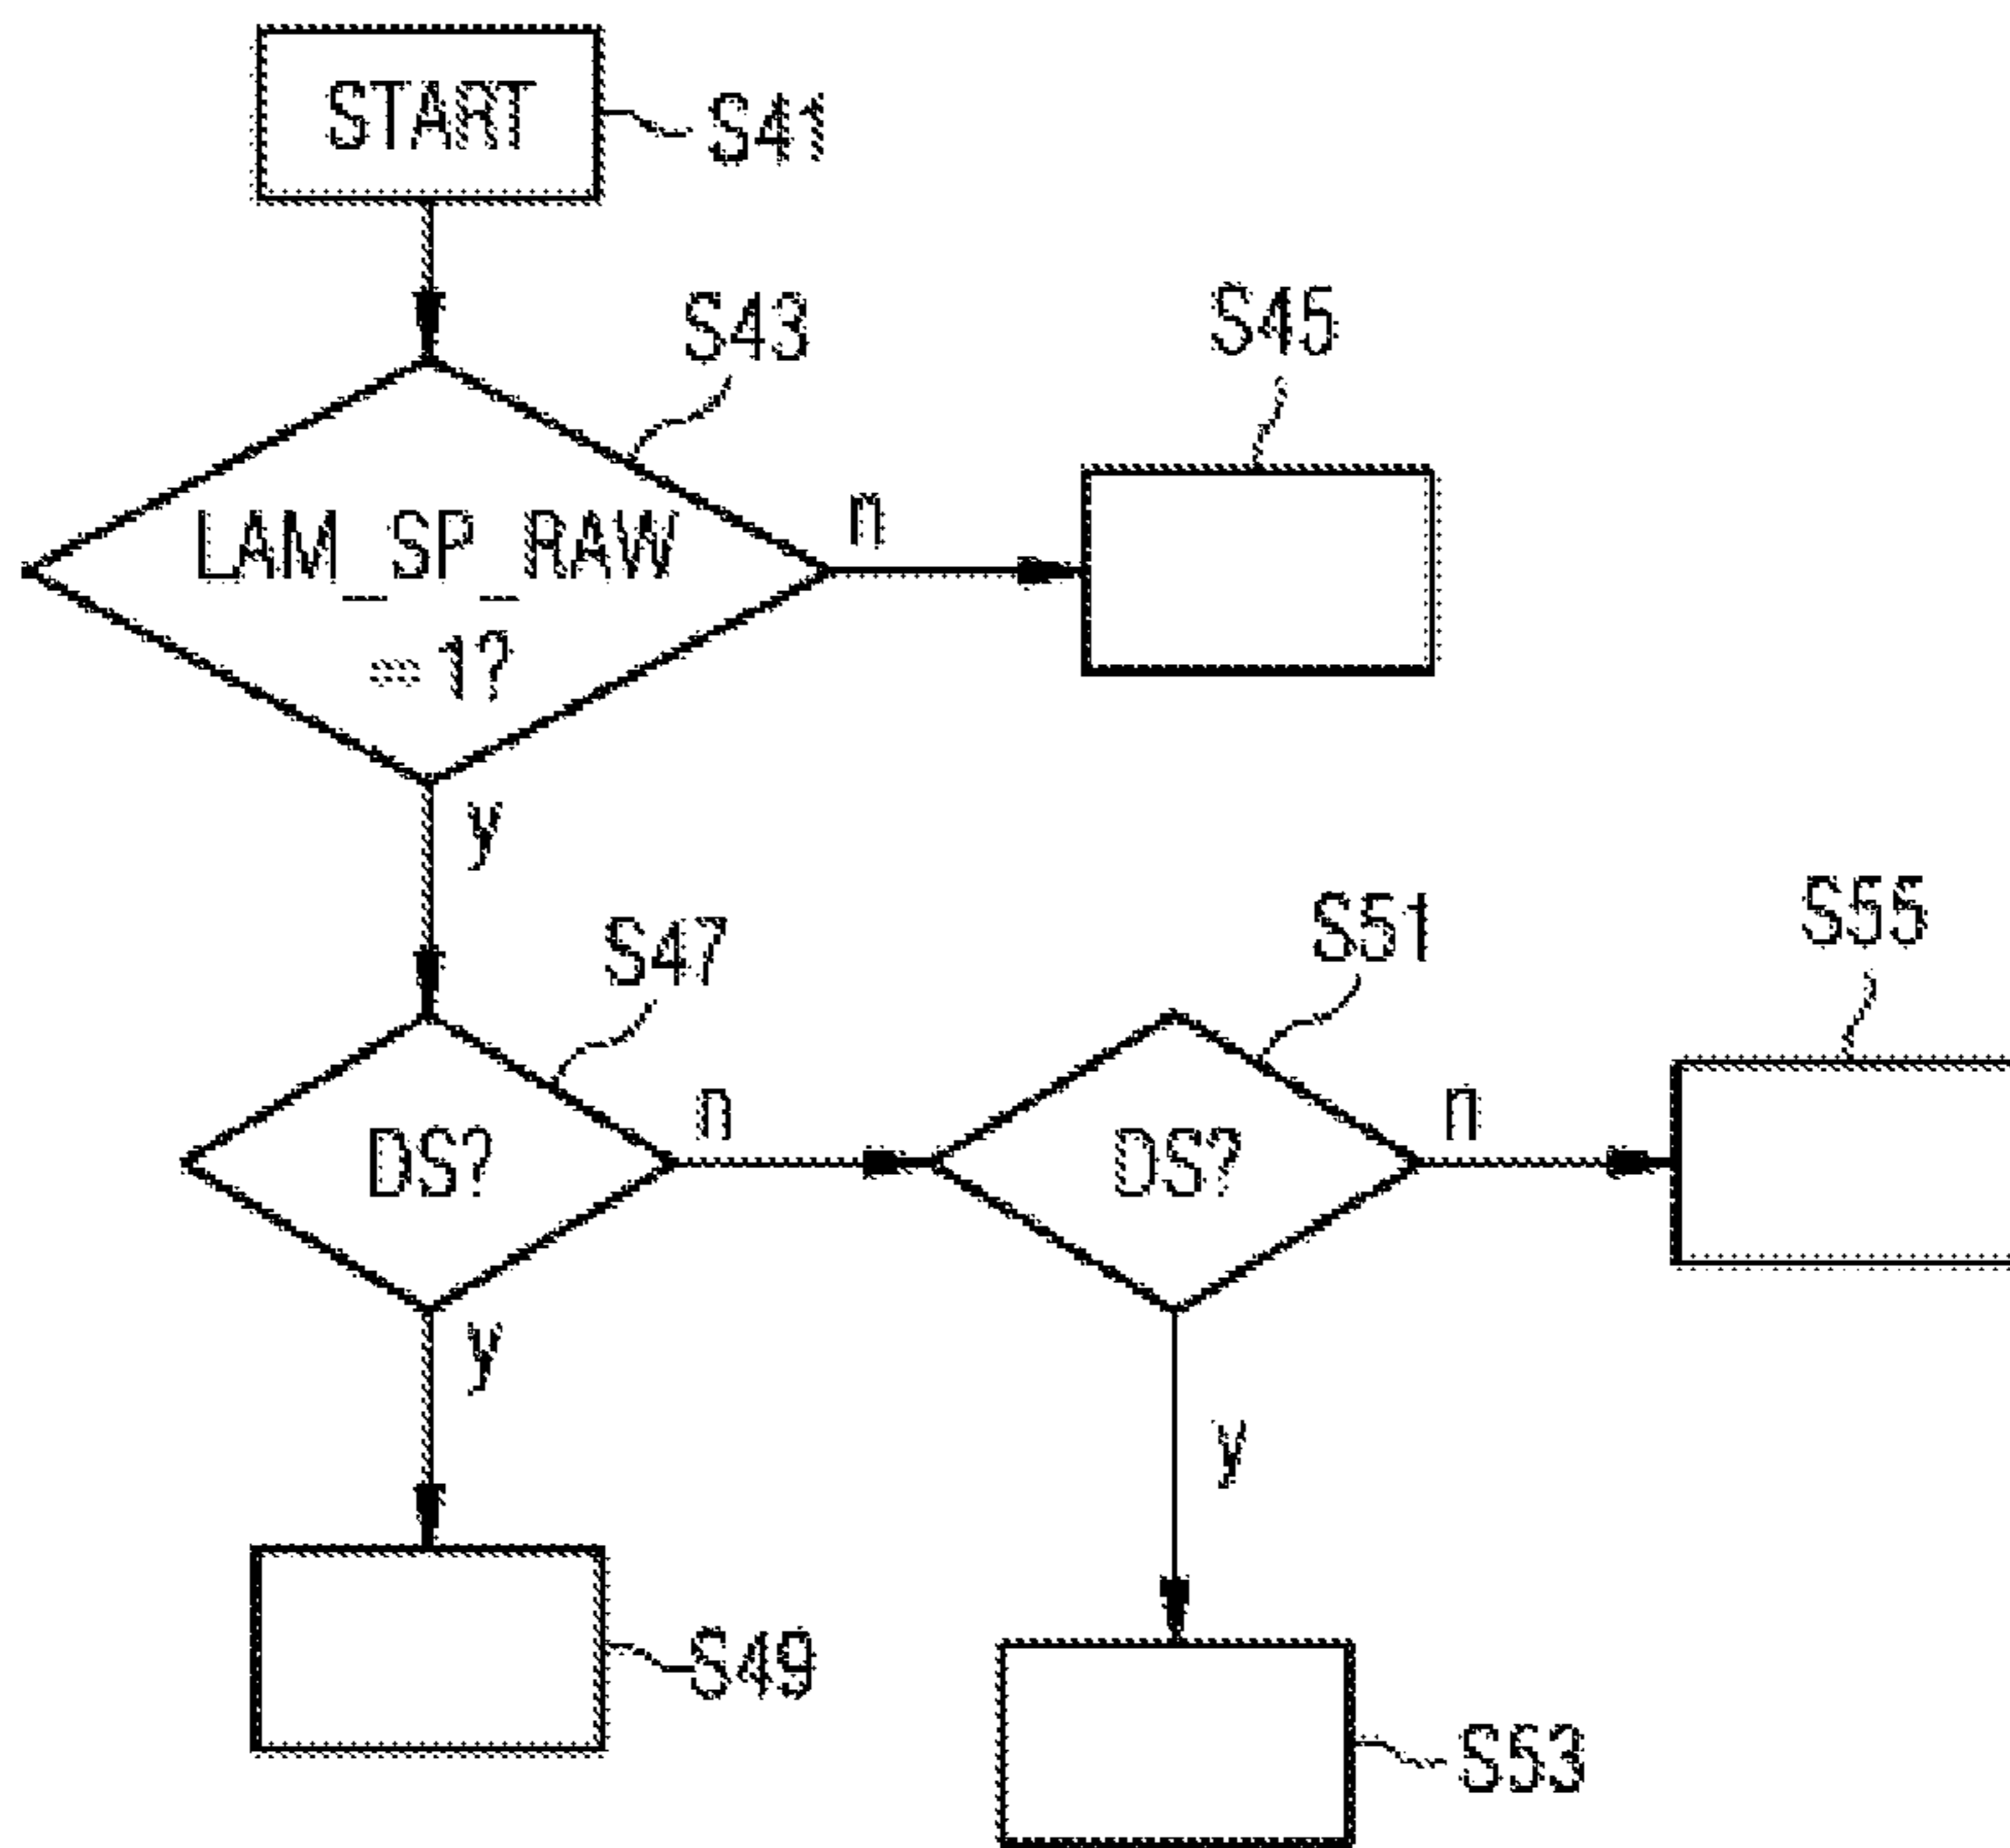 START
S41
S43
S45
LAM_SP_RAW
n
= 1?
y
S47
S51
S55
DS?
n
DS?
n
y
y
S49
S53